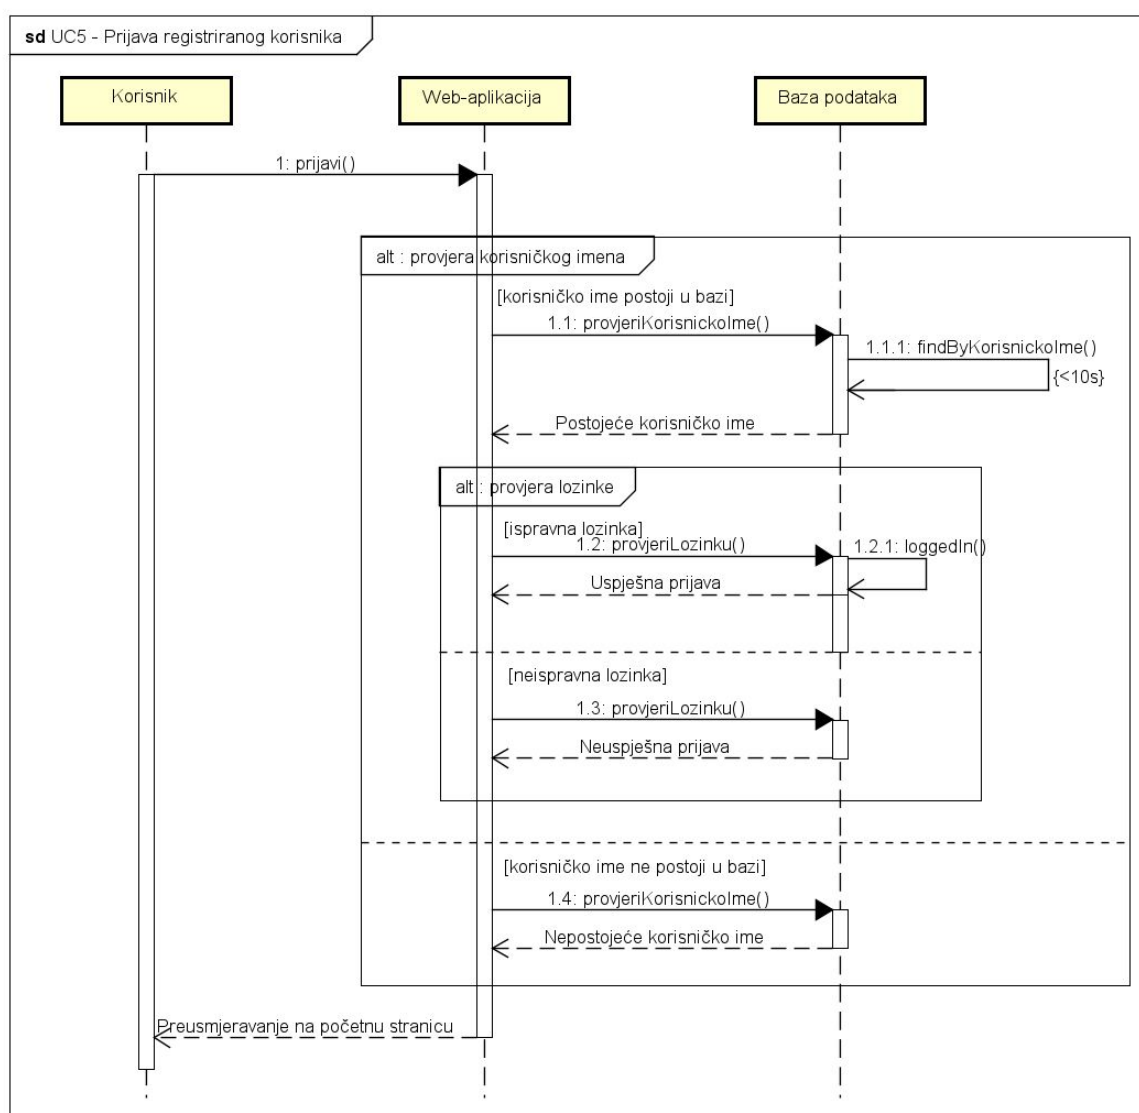 sd UC5 - Prijava registriranog korisnika
Korisnik
Web-aplikacija
Baza podataka
1: prijavi()
alt : provjera korisničkog imena
[korisničko ime postoji u bazi]
1.1: provjeriKorisnickoIme()
1.1.1: findByKorisnickoIme()
{<10s}
Postojeće korisničko ime
alt : provjera lozinke
[ispravna lozinka]
1.2: provjeriLozinku()
1.2.1: loggedIn()
Uspješna prijava
[neispravna lozinka]
1.3: provjeriLozinku()
Neuspješna prijava
[korisničko ime ne postoji u bazi]
1.4: provjeriKorisnickoIme()
Nepostojeće korisničko ime
Preusmjeravanje na početnu stranicu